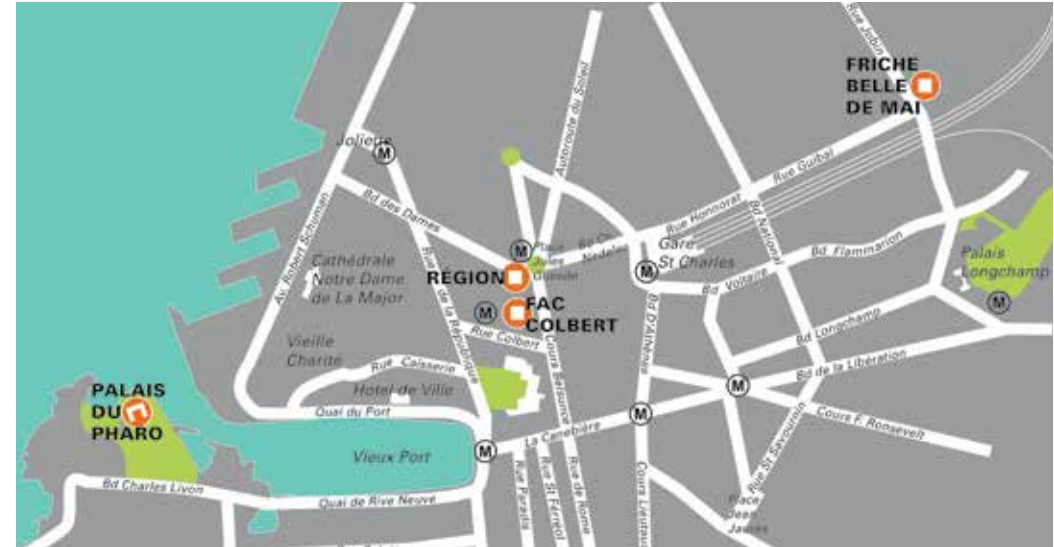 Rue Jobin
FRICHE
BELLE
DE MAI
Autoroute du Soleil
Joliette
M
Rue Guibal
Bd des Dames
Rue Honnorat
Bd National
Av. Robert Schuman
M
Place
Jules
Guesde
Bd Ch.
Nedelec
Gare
St Charles
M
Bd Flammarion
Palais
Longchamp
M
Cathédrale
Notre Dame
de La Major
REGION
Rue de la République
Bd Voltaire
M
FAC
COLBERT
Rue Colbert
Bd D'Athènes
Bd Longchamp
Vieille
Charité
Rue Caisserie
Cours Belsunce
Bd de la Libération
M
PALAIS
DU
PHARO
Hotel de Ville
Quai du Port
La Canebière
M
Cours F. Ronsevelt
Rue St Savournin
Vieux Port
M
Bd Charles Livon
Quai de Rive Neuve
Rue Paradis
Rue St Férréol
Rue de Rome
Cours Lieutaud
Place
Jean
Jaurès